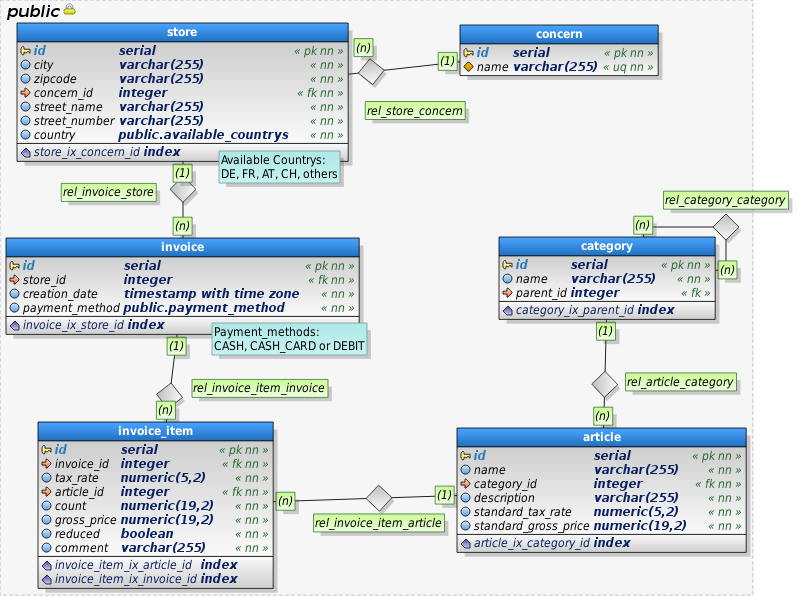 public
store
id serial « pk nn »
city varchar(255) « nn »
zipcode varchar(255) « nn »
concern_id integer « fk nn »
street_name varchar(255) « nn »
street_number varchar(255) « nn »
country public.available_countrys « nn »
store_ix_concern_id index
Available Countrys:
DE, FR, AT, CH, others
(n)
(1)
rel_store_concern
concern
id serial « pk nn »
name varchar(255) « uq nn »
(1)
rel_invoice_store
(n)
invoice
id serial « pk nn »
store_id integer « fk nn »
creation_date timestamp with time zone « nn »
payment_method public.payment_method « nn »
invoice_ix_store_id index
Payment_methods:
CASH, CASH_CARD or DEBIT
rel_category_category
(n)
(n)
category
id serial « pk nn »
name varchar(255) « nn »
parent_id integer « fk »
category_ix_parent_id index
(1)
rel_invoice_item_invoice
(n)
(1)
rel_article_category
(n)
invoice_item
id serial « pk nn »
invoice_id integer « fk nn »
tax_rate numeric(5,2) « nn »
article_id integer « fk nn »
count numeric(19,2) « nn »
gross_price numeric(19,2) « nn »
reduced boolean « nn »
comment varchar(255) « nn »
invoice_item_ix_article_id index
invoice_item_ix_invoice_id index
(n)
(1)
rel_invoice_item_article
article
id serial « pk nn »
name varchar(255) « nn »
category_id integer « fk nn »
description varchar(255) « nn »
standard_tax_rate numeric(5,2) « nn »
standard_gross_price numeric(19,2) « nn »
article_ix_category_id index